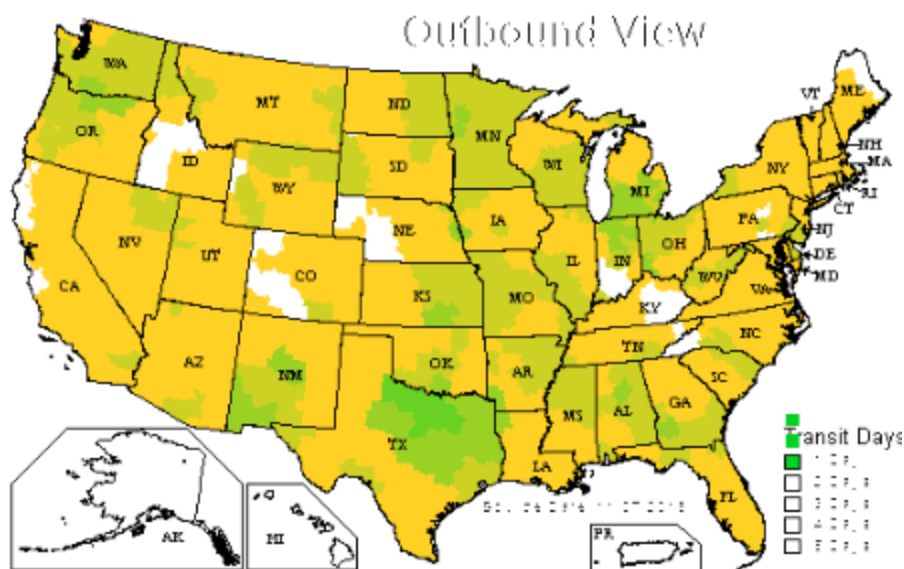 Outbound View
WA
MT
ND
MN
VT
ME
OR
ID
SD
WI
NH
WY
MI
NY
MA
RI
CT
NE
IA
PA
NV
UT
IL
IN
OH
NJ
DE
CA
CO
KS
MO
WV
MD
KY
VA
AZ
NM
OK
AR
TN
NC
SC
TX
MS
AL
GA
LA
FL
Transit Days
AK
HI
PR